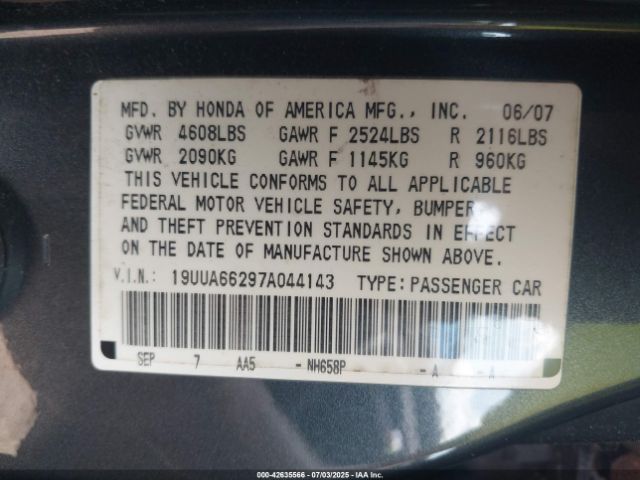 MFD. BY HONDA OF AMERICA MFG., INC. 06/07
GVWR 4608LBS GAWR F 2524LBS R 2116LBS
GVWR 2090KG GAWR F 1145KG R 960KG
THIS VEHICLE CONFORMS TO ALL APPLICABLE
FEDERAL MOTOR VEHICLE SAFETY, BUMPER,
AND THEFT PREVENTION STANDARDS IN EFFECT
ON THE DATE OF MANUFACTURE SHOWN ABOVE.
V.I.N.: 19UUA66297A044143 TYPE: PASSENGER CAR
SEP 7 AA5 - NH658P - A - A
000-42635566 - 07/03/2025 - IAAI, Inc. Copyright